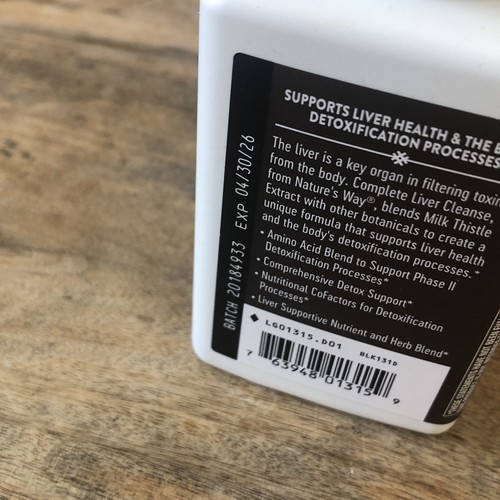 SUPPORTS LIVER HEALTH & THE B
DETOXIFICATION PROCESSES
The liver is a key organ in filtering toxin
from the body. Complete Liver Cleanse,
from Nature's Way®, blends Milk Thistle
Extract with other botanicals to create a
unique formula that supports liver health
and the body's detoxification processes.*
• Amino Acid Blend to Support Phase II
Detoxification Processes*
• Comprehensive Detox Support*
• Nutritional CoFactors for Detoxification
Processes*
• Liver Supportive Nutrient and Herb Blend*
BATCH 20184933 EXP 04/30/26
LG01315.D01 BLK131D
7 63948 01315 9